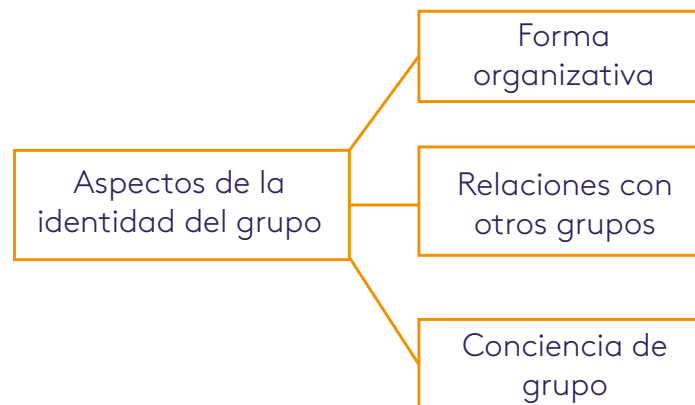 Forma
organizativa
Aspectos de la
identidad del grupo
Relaciones con
otros grupos
Conciencia de
grupo